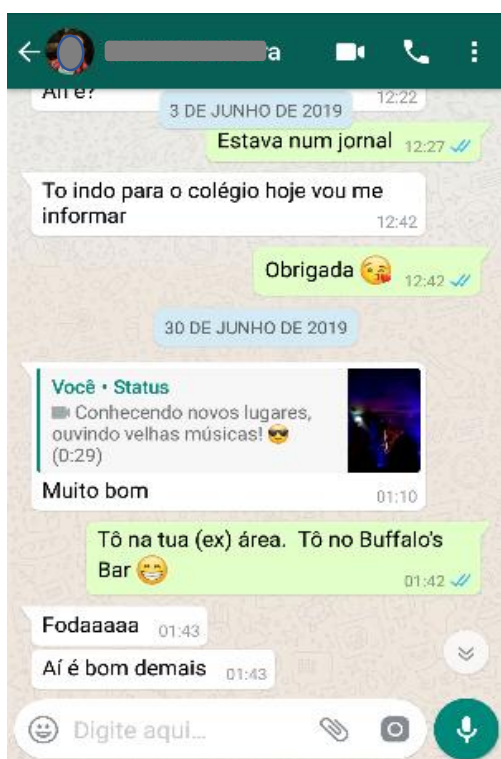 a
Ah é?
12:22
3 DE JUNHO DE 2019
Estava num jornal 12:27
To indo para o colégio hoje vou me
informar
12:42
Obrigada 😘 12:42
30 DE JUNHO DE 2019
Você • Status
Conhecendo novos lugares,
ouvindo velhas músicas! 😎
(0:29)
Muito bom 01:10
Tô na tua (ex) área. Tô no Buffalo's
Bar 😁
01:42
Fodaaaaa 01:43
Aí é bom demais 01:43
Digite aqui...